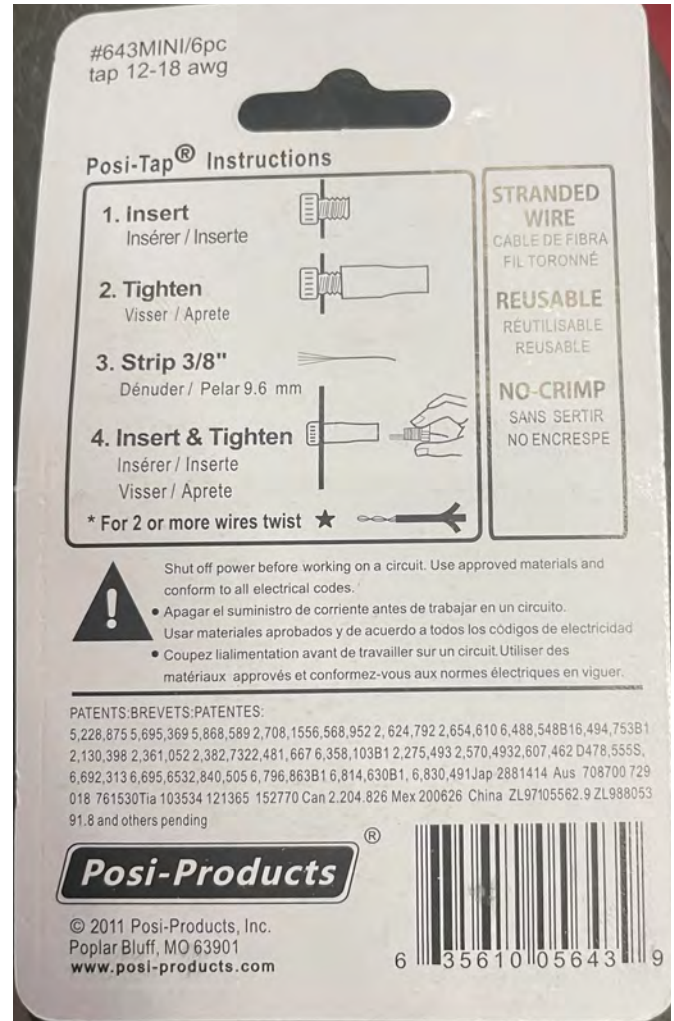 #643MINI/6pc
tap 12-18 awg
Posi-Tap® Instructions
1. Insert
Insérer / Inserte
2. Tighten
Visser / Aprete
3. Strip 3/8"
Dénuder / Pelar 9.6 mm
4. Insert & Tighten
Insérer / Inserte
Visser / Aprete
* For 2 or more wires twist ★
STRANDED
WIRE
CABLE DE FIBRA
FIL TORONNÉ
REUSABLE
RÉUTILISABLE
REUSABLE
NO-CRIMP
SANS SERTIR
NO ENCRESPE
Shut off power before working on a circuit. Use approved materials and
conform to all electrical codes.
• Apagar el suministro de corriente antes de trabajar en un circuito.
Usar materiales aprobados y de acuerdo a todos los códigos de electricidad
• Coupez lialimentation avant de travailler sur un circuit. Utiliser des
matériaux approvés et conformez-vous aux normes électriques en viguer.
PATENTS:BREVETS:PATENTES:
5,228,875 5,695,369 5,868,589 2,708,1556,568,952 2, 624,792 2,654,610 6,488,548B16,494,753B1
2,130,398 2,361,052 2,382,7322,481,667 6,358,103B1 2,275,493 2,570,4932,607,462 D478,555S,
6,692,313 6,695,6532,840,505 6,796,863B1 6,814,630B1, 6,830,491Jap 2881414 Aus 708700 729
018 761530Tia 103534 121365 152770 Can 2.204.826 Mex 200626 China ZL97105562.9 ZL988053
91.8 and others pending
Posi-Products ®
© 2011 Posi-Products, Inc.
Poplar Bluff, MO 63901
www.posi-products.com
6 35610 05643 9